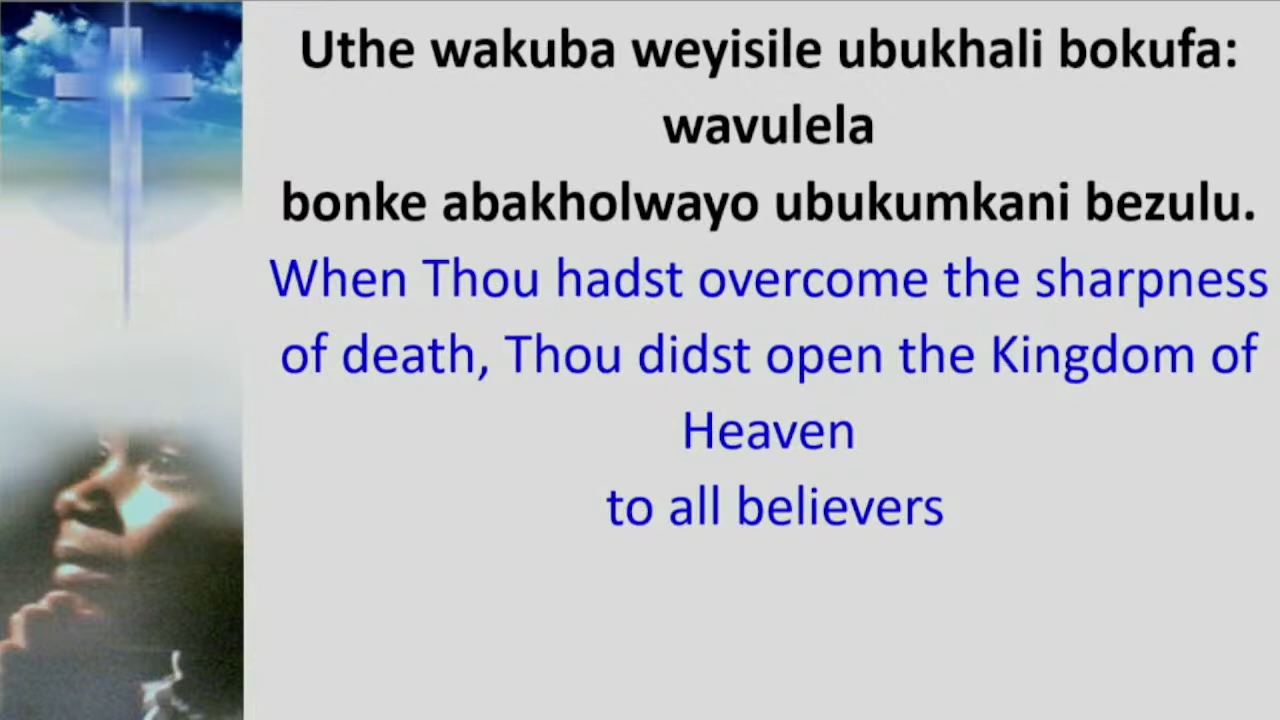 Uthe wakuba weyisile ubukhali bokufa:
wavulela
bonke abakholwayo ubukumkani bezulu.
When Thou hadst overcome the sharpness
of death, Thou didst open the Kingdom of
Heaven
to all believers